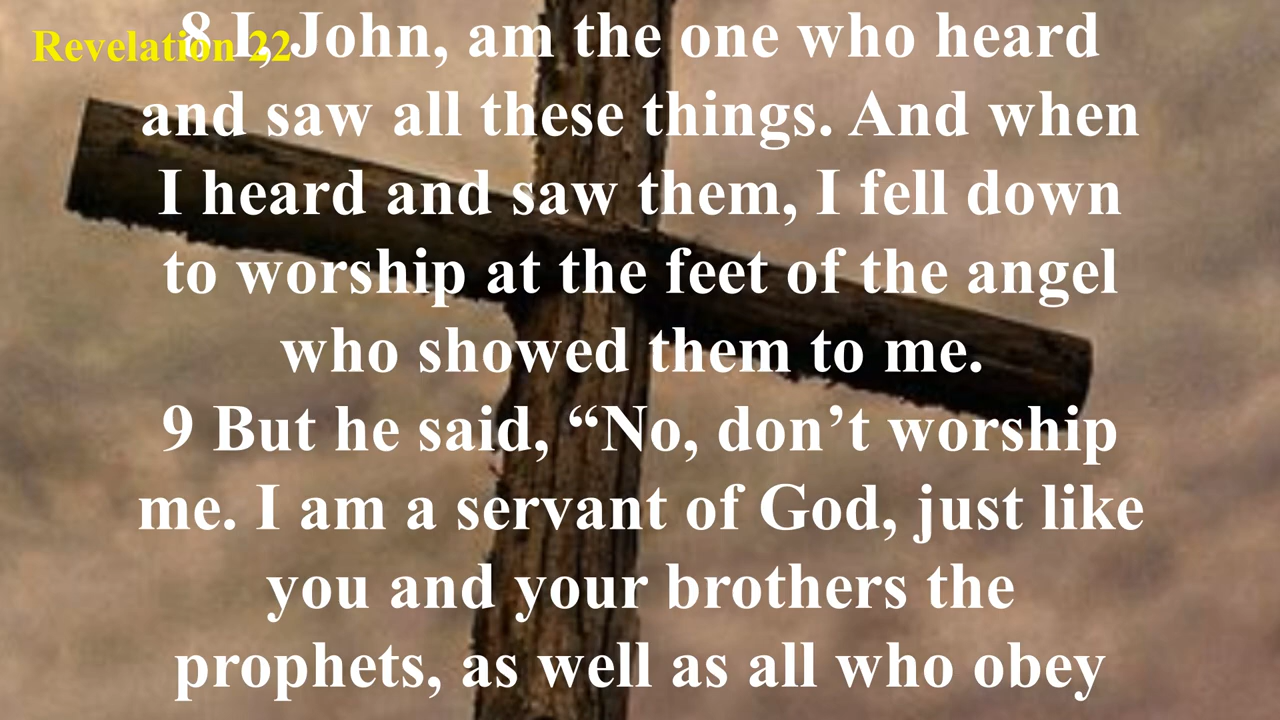 Revelation 22
8 I, John, am the one who heard
and saw all these things. And when
I heard and saw them, I fell down
to worship at the feet of the angel
who showed them to me.
9 But he said, “No, don’t worship
me. I am a servant of God, just like
you and your brothers the
prophets, as well as all who obey